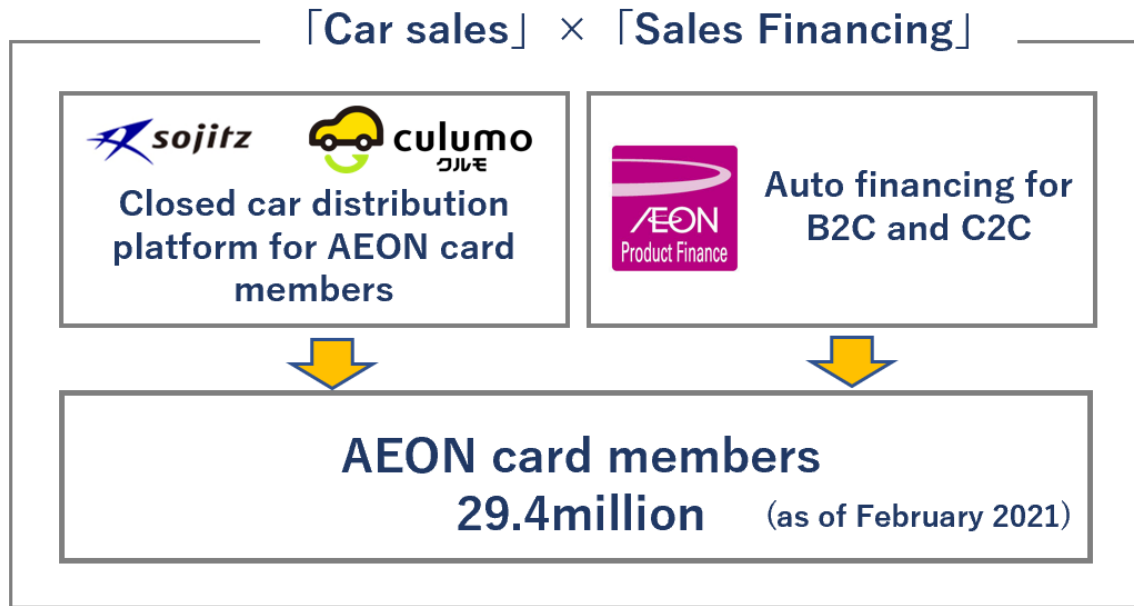 「Car sales」 × 「Sales Financing」
sojitz
culumo
クルモ
Closed car distribution
platform for AEON card
members
ÆON
Product Finance
Auto financing for
B2C and C2C
AEON card members
29.4million (as of February 2021)